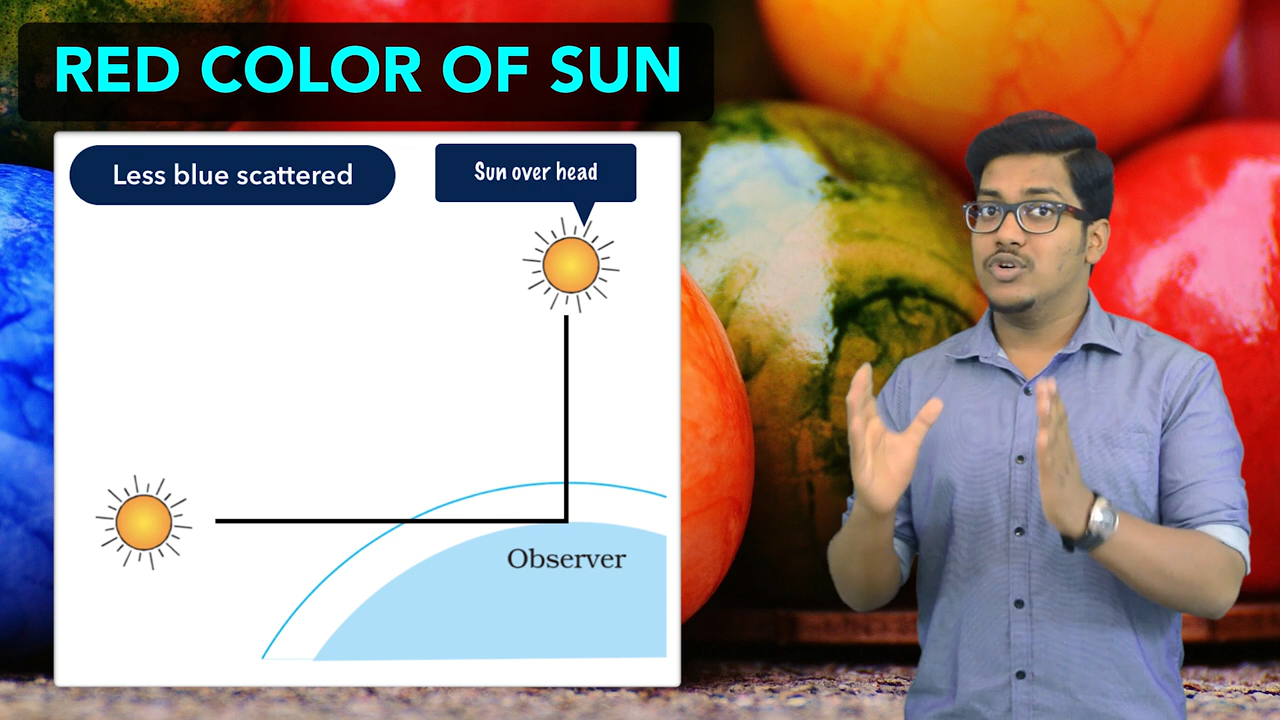 RED COLOR OF SUN
Less blue scattered
Sun over head
Observer